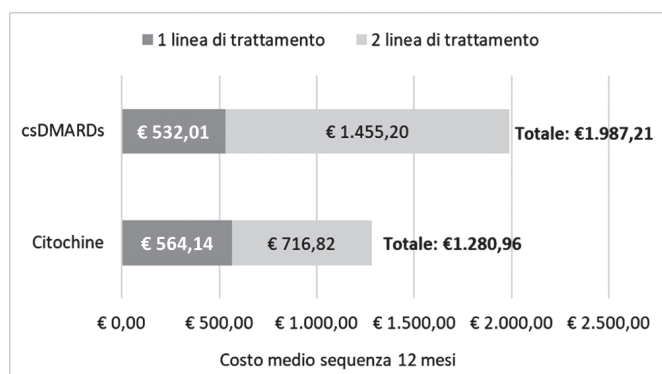 1 linea di trattamento 2 linea di trattamento
csDMARDs € 532,01 € 1.455,20 Totale: €1.987,21
Citochine € 564,14 € 716,82 Totale: €1.280,96
€ 0,00 € 500,00 € 1.000,00 € 1.500,00 € 2.000,00 € 2.500,00
Costo medio sequenza 12 mesi